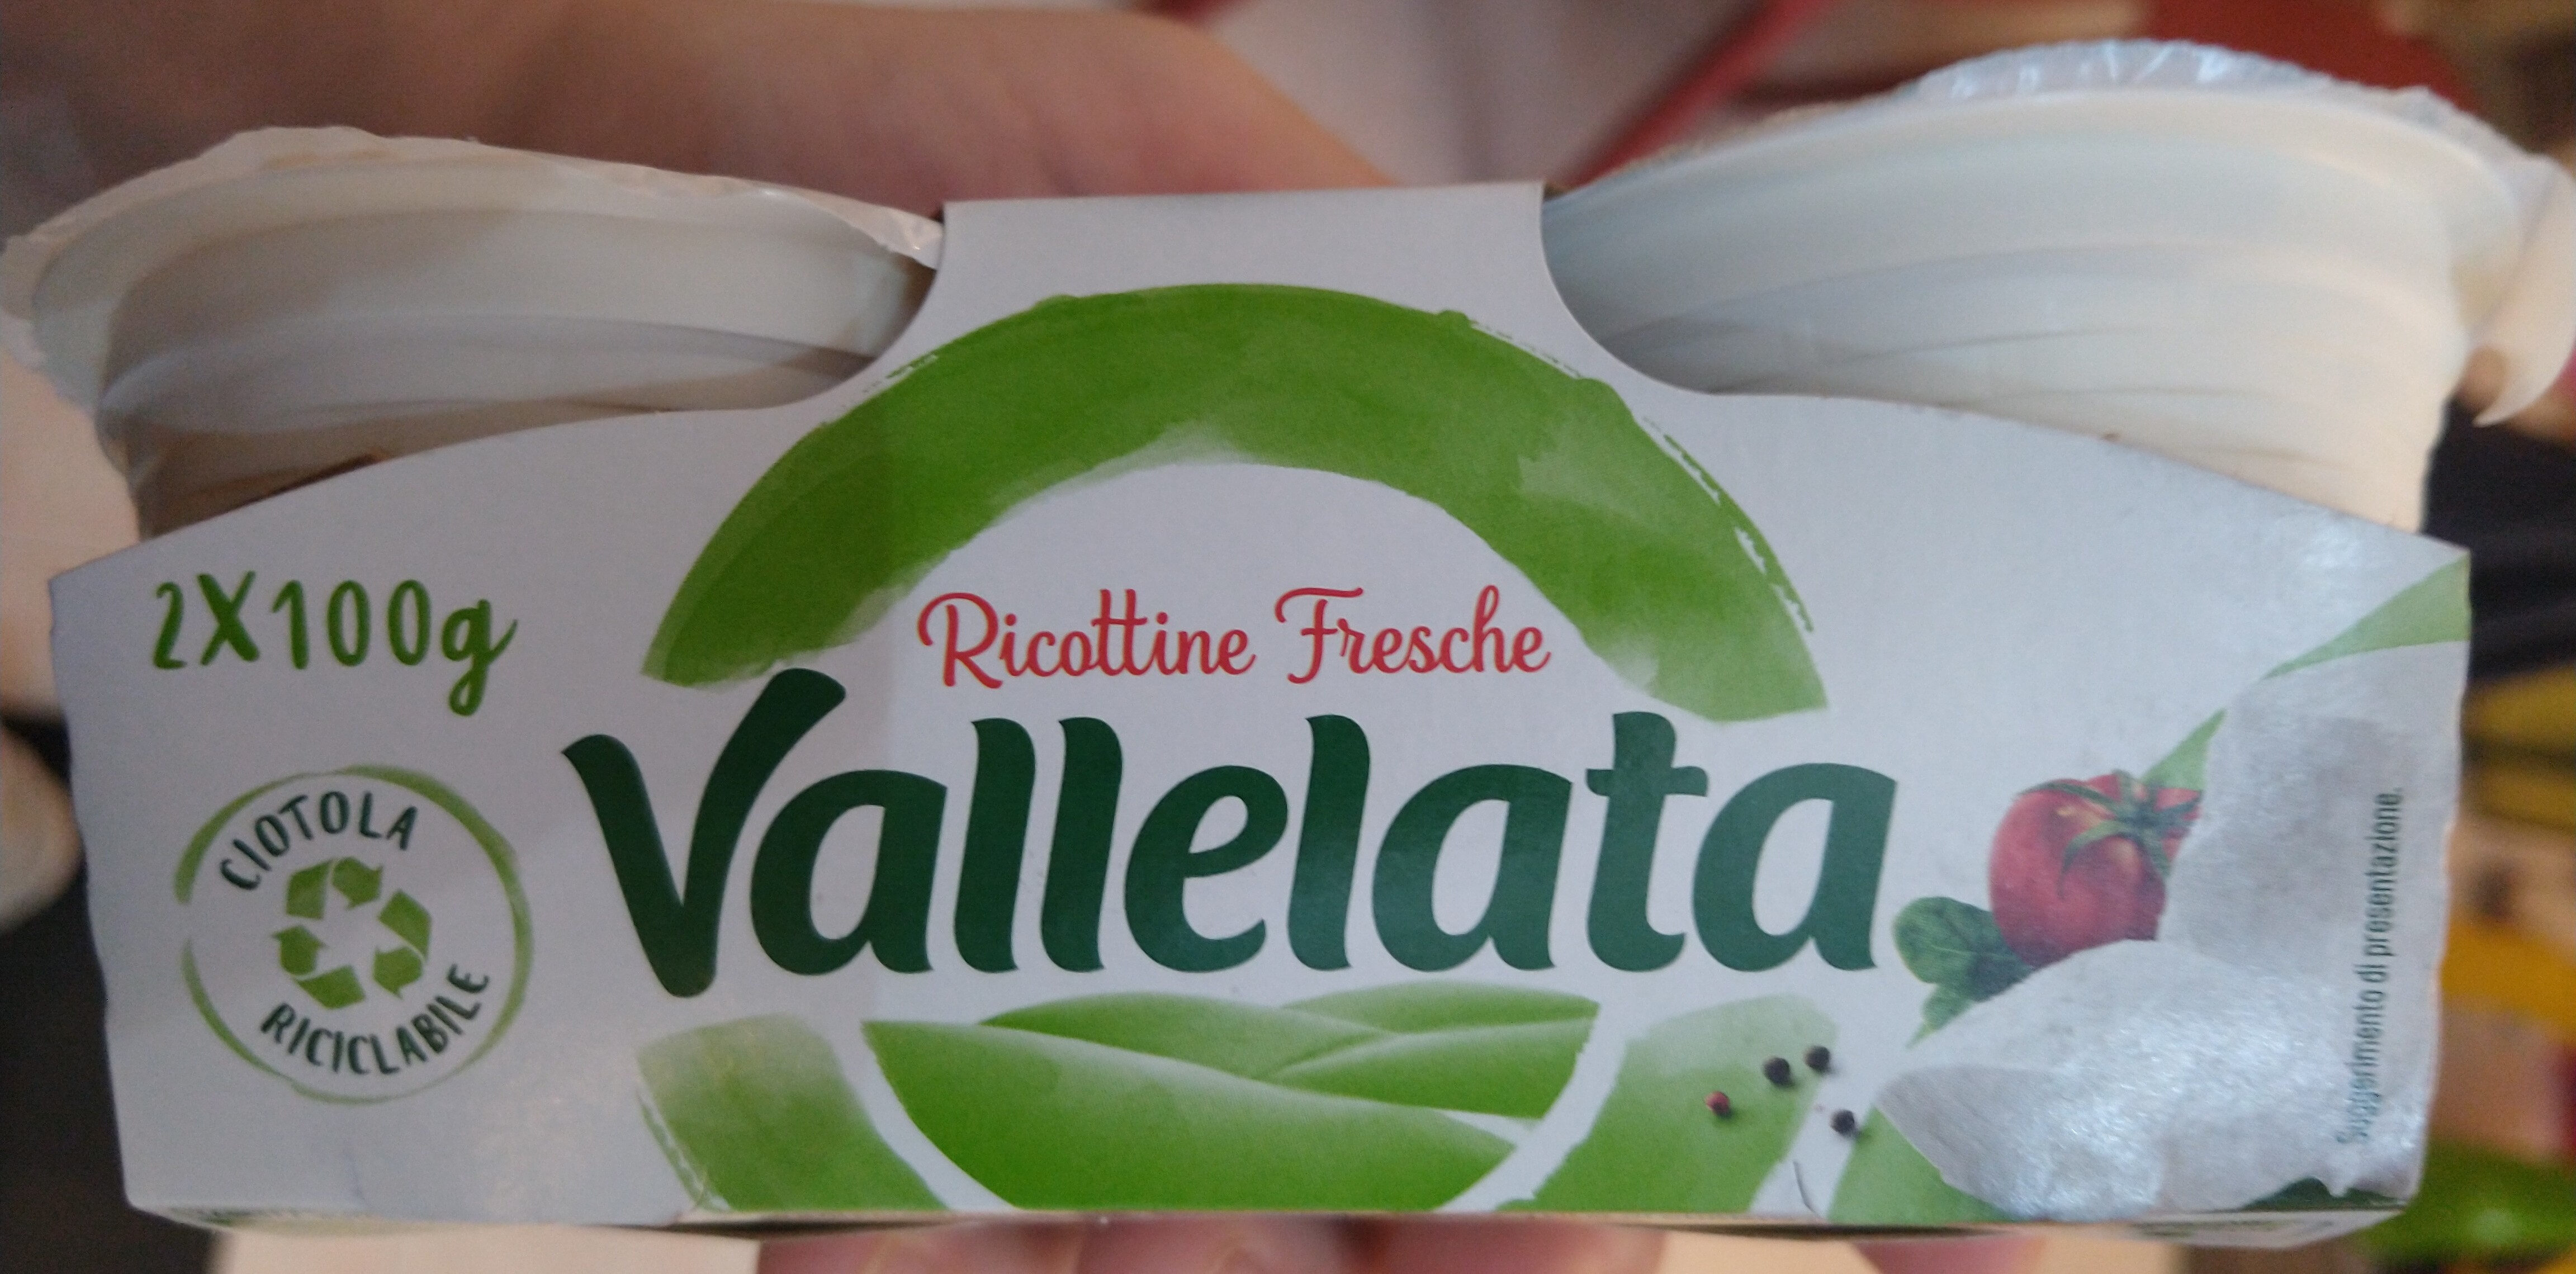 2X100g
Ricottine Fresche
Vallelata
CIOTOLA
RICICLABILE
Suggerimento di presentazione.